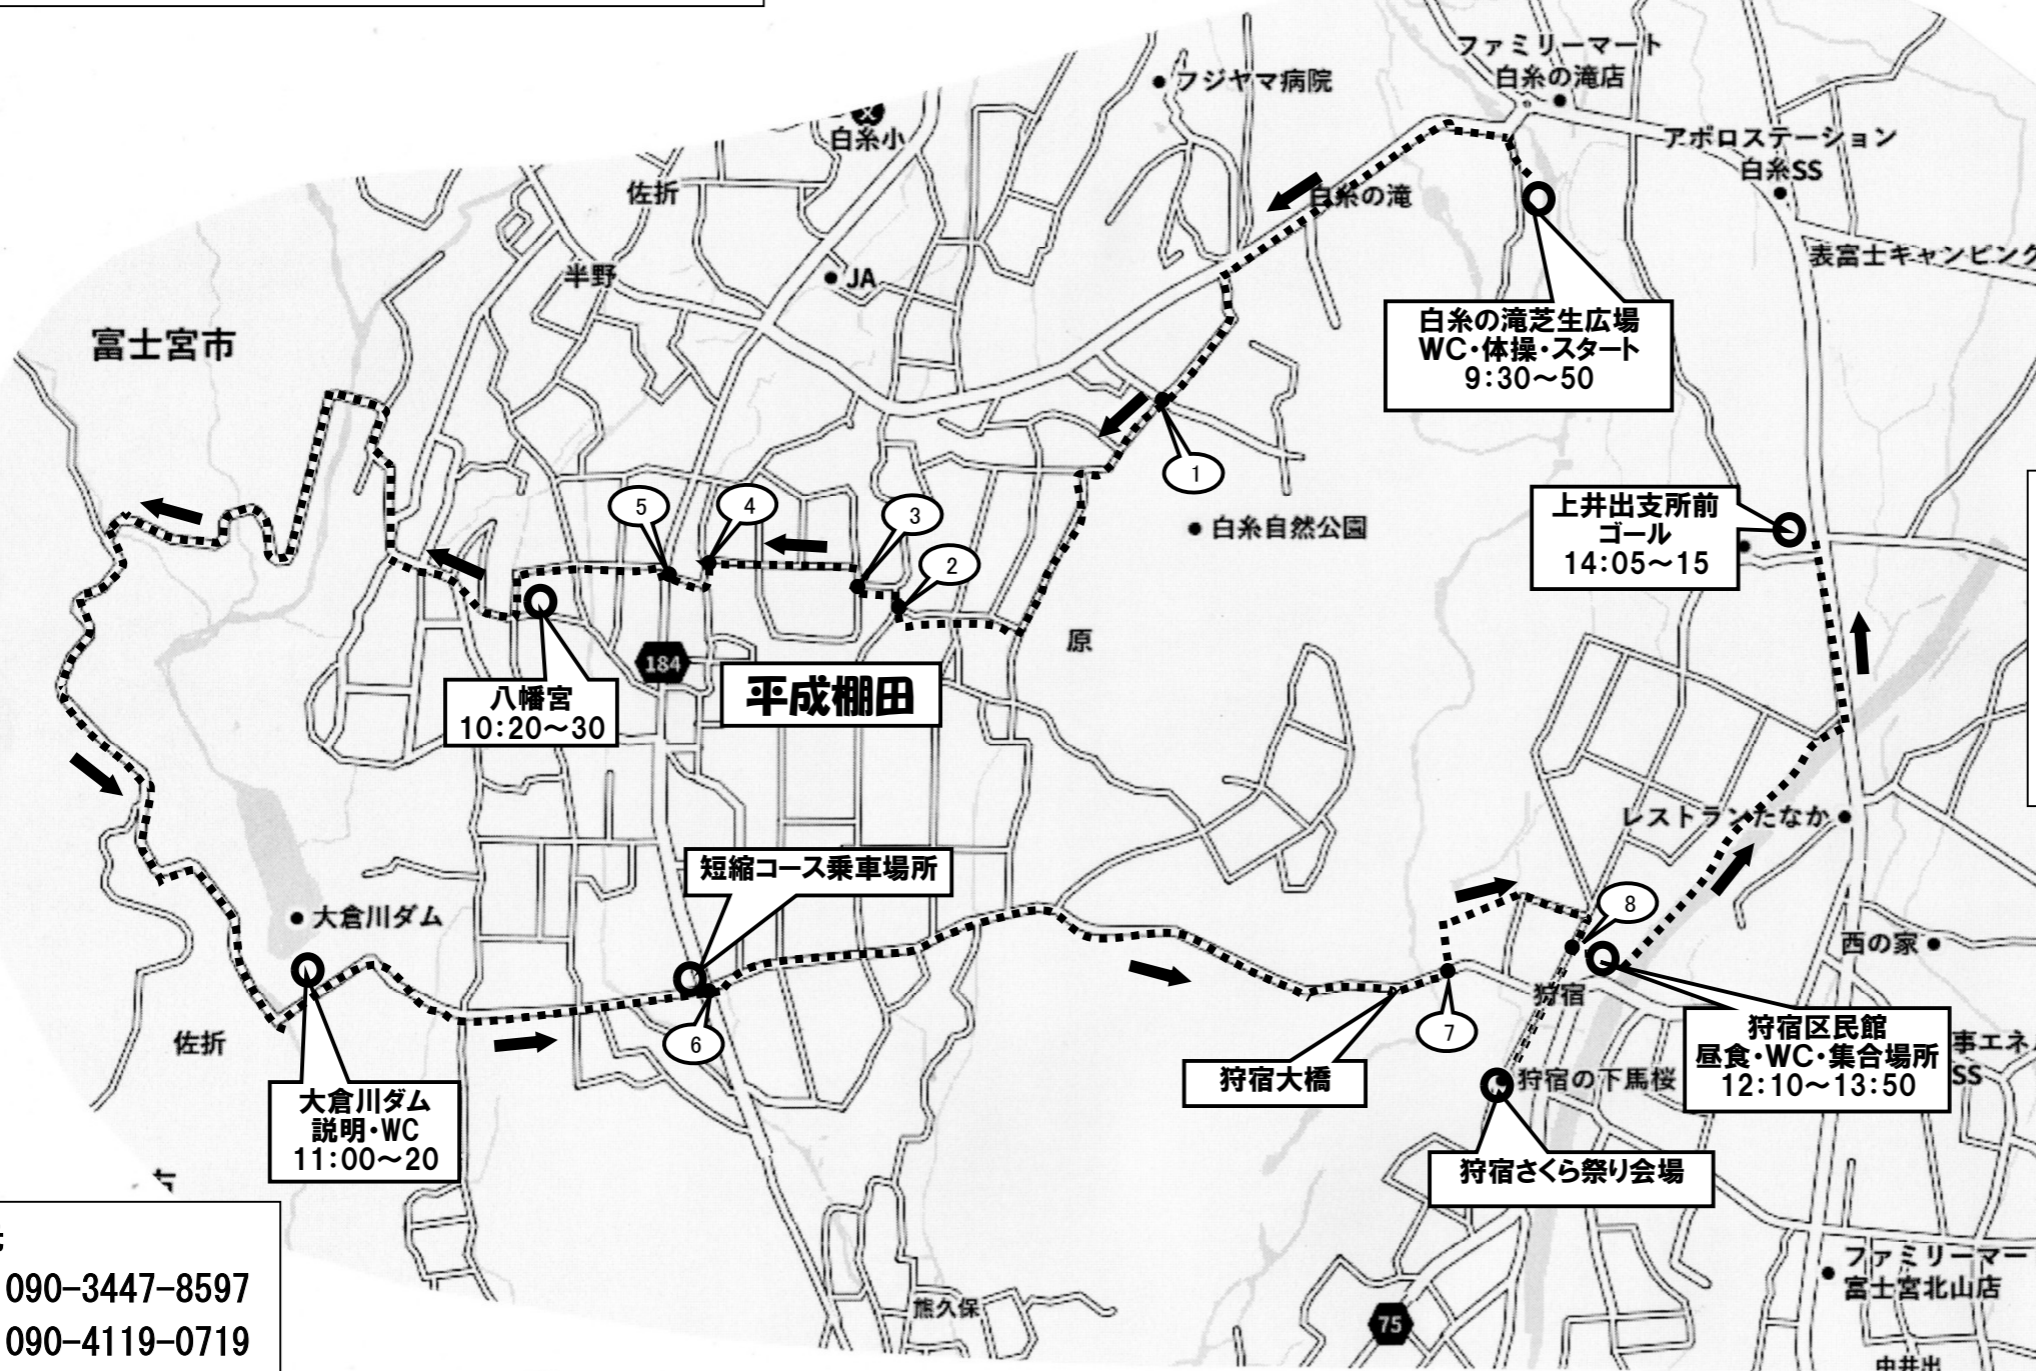 ファミリーマート
白糸の滝店
フジヤマ病院
白糸小
アポロステーション
白糸SS
佐折
白糸の滝
半野
JA
表富士キャンピング
富士宮市
白糸の滝芝生広場
WC・体操・スタート
9:30～50
1
5
4
3
2
白糸自然公園
上井出支所前
ゴール
14:05～15
原
184
平成棚田
八幡宮
10:20～30
レストランたなか
短縮コース乗車場所
大倉川ダム
8
西の家
狩宿
佐折
6
7
狩宿大橋
狩宿区民館
昼食・WC・集合場所
12:10～13:50
事エネ
SS
狩宿の下馬桜
大倉川ダム
説明・WC
11:00～20
狩宿さくら祭り会場
090-3447-8597
090-4119-0719
熊久保
75
ファミリーマー
富士宮北山店